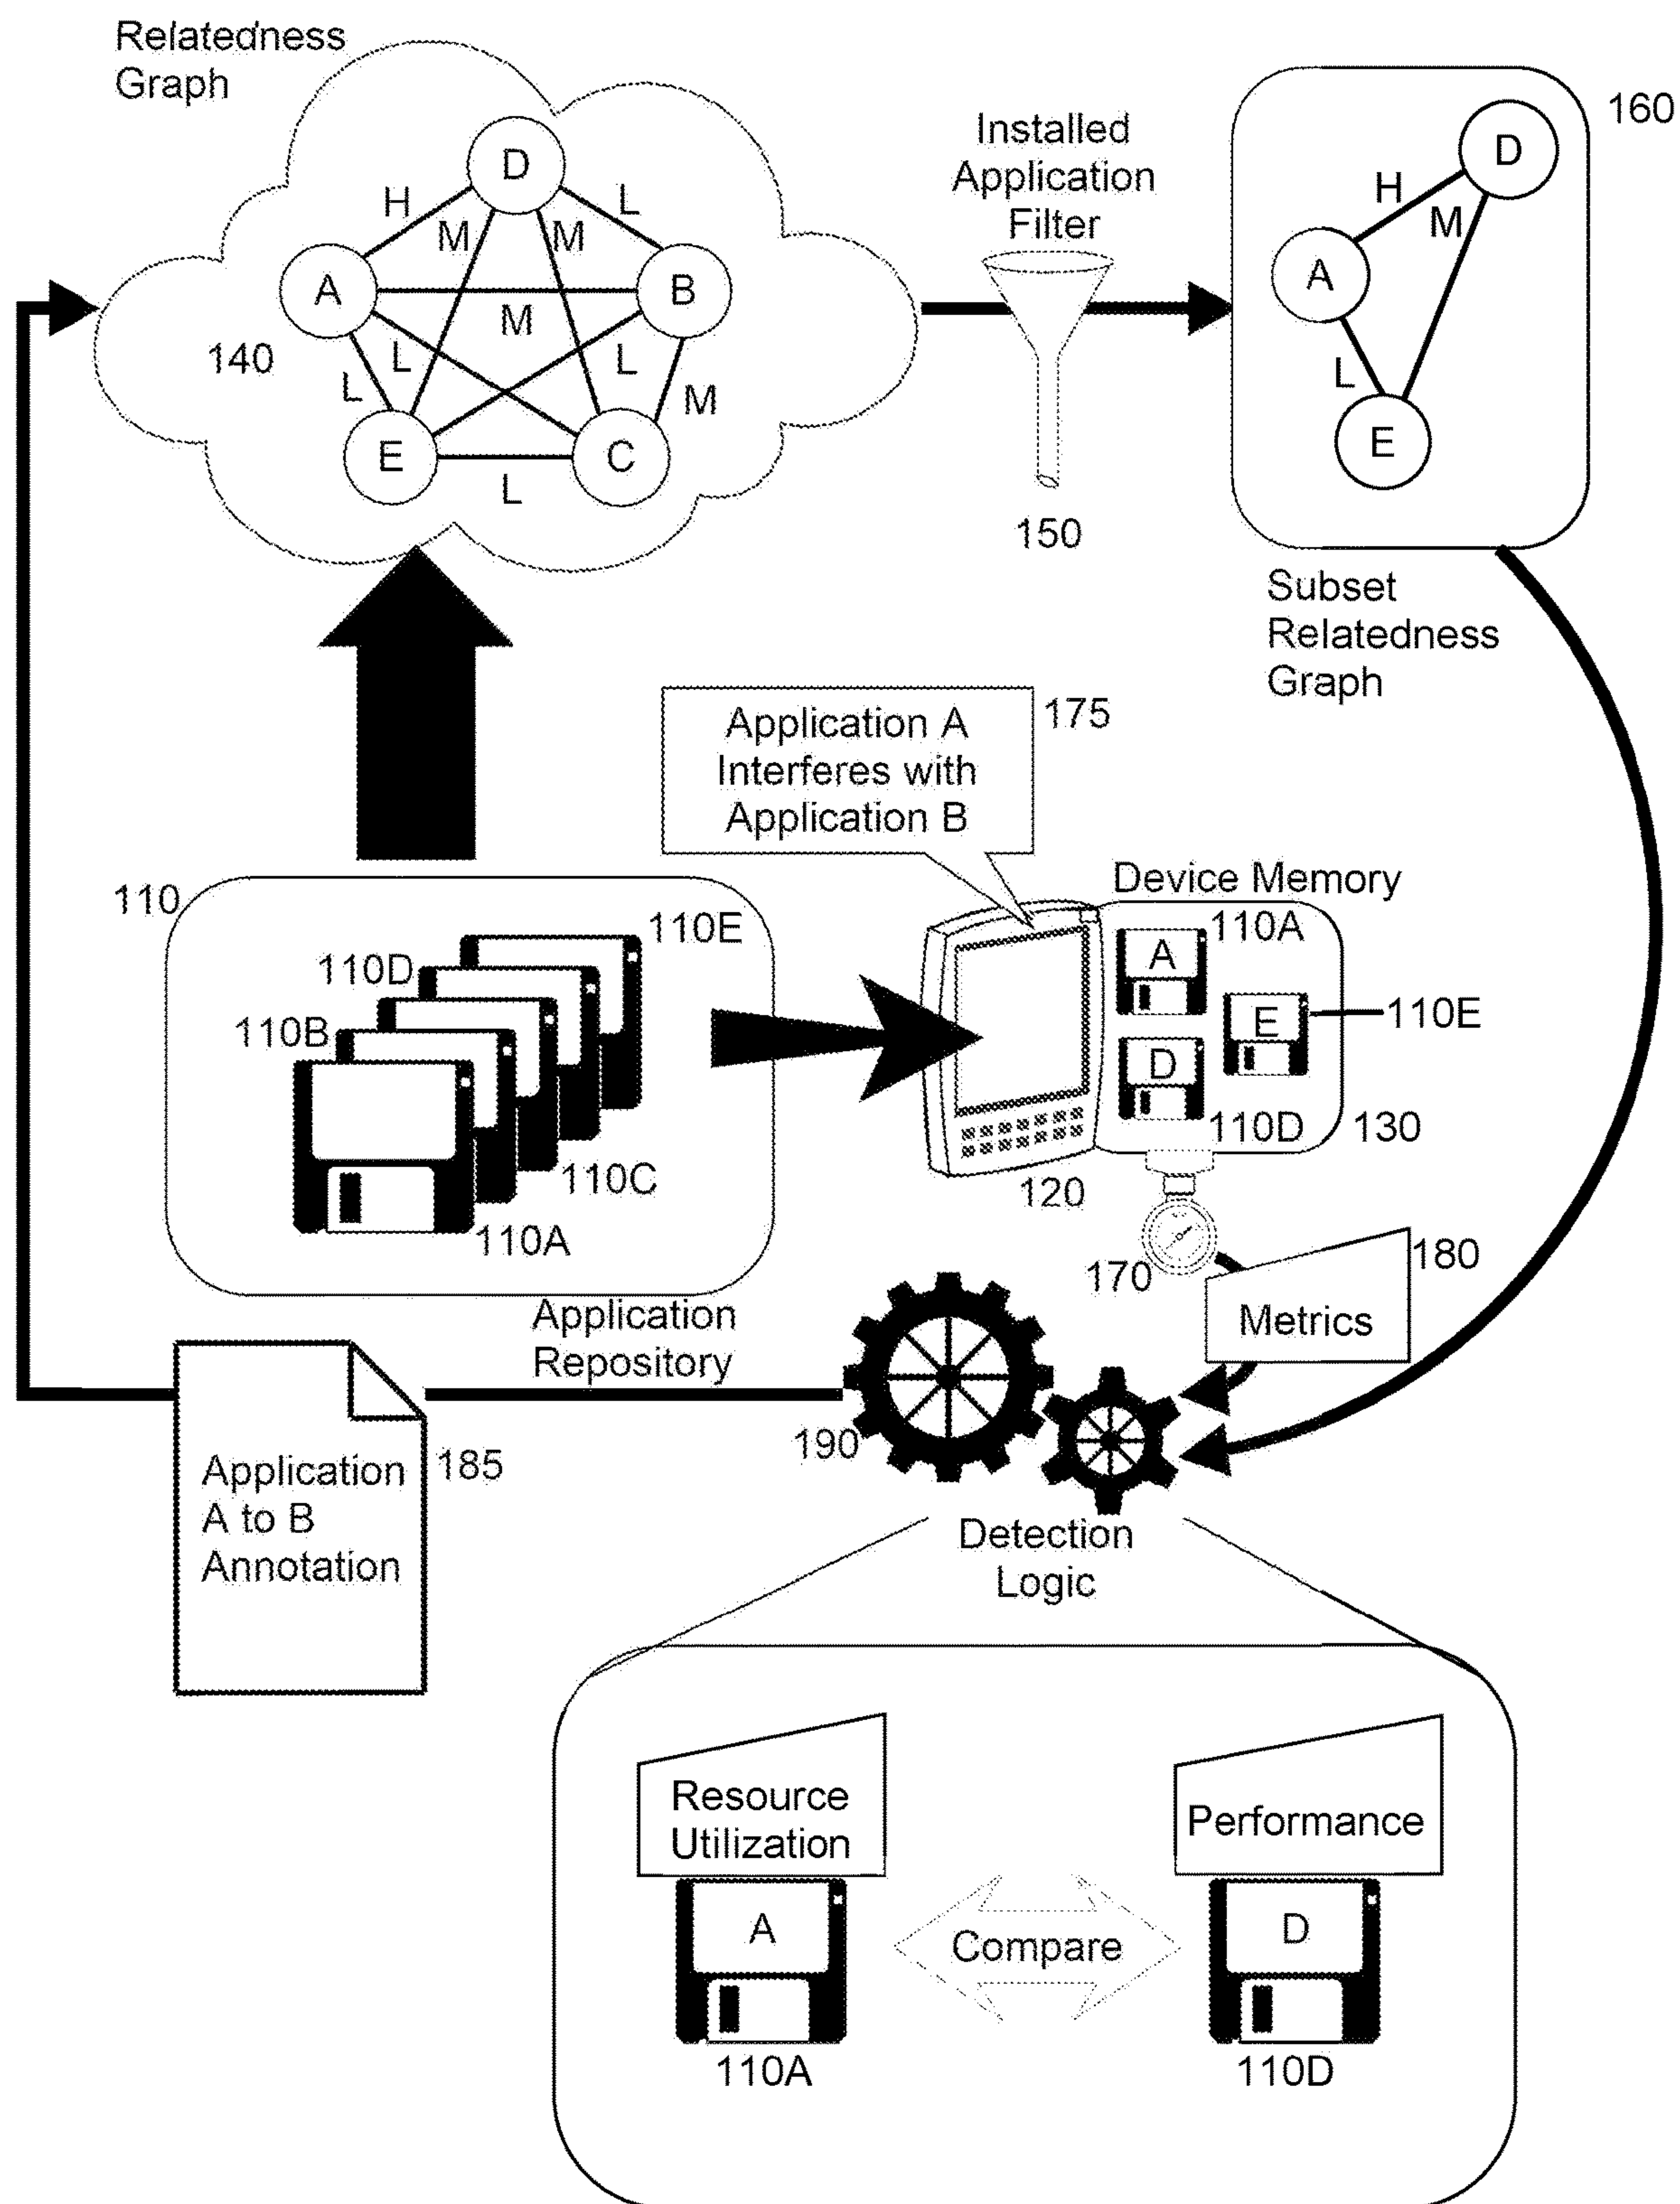 Relatedness
Graph
D
H
L
M
M
A
B
M
140
L
L
L
M
E
C
L
Installed
Application
Filter
150
160
D
H
M
A
L
E
Subset
Relatedness
Graph
Application A
Interferes with
Application B
175
Device Memory
110
110E
110D
110B
110C
110A
110A
A
E
110E
D
110D
130
120
170
180
Metrics
Application
Repository
190
Application
A to B
Annotation
185
Detection
Logic
Resource
Utilization
Performance
A
Compare
D
110A
110D